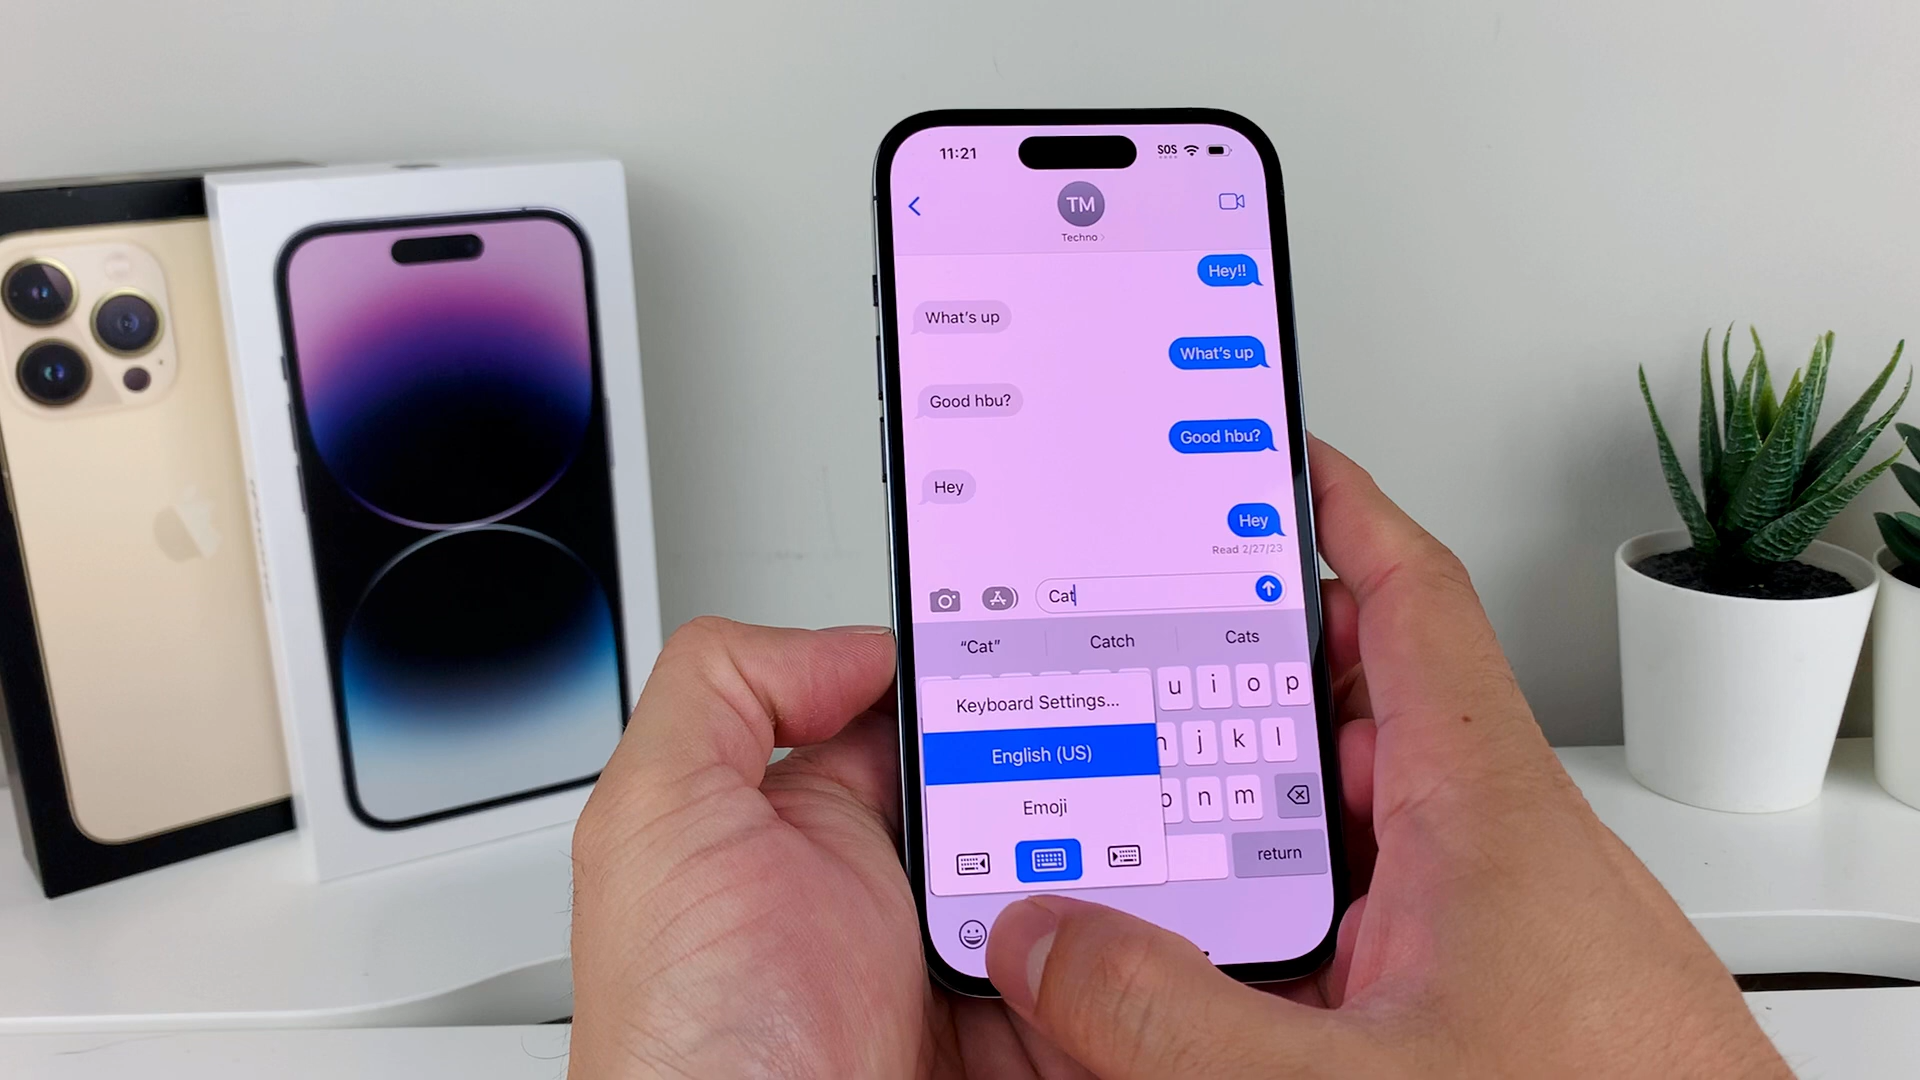 11:21 SOS
TM
Techno
Hey!!
What's up
What's up
Good hbu?
Good hbu?
Hey
Hey
Read 2/27/23
Cat
“Cat” Catch Cats
u i o p
Keyboard Settings...
j k l
English (US)
n m
Emoji
return